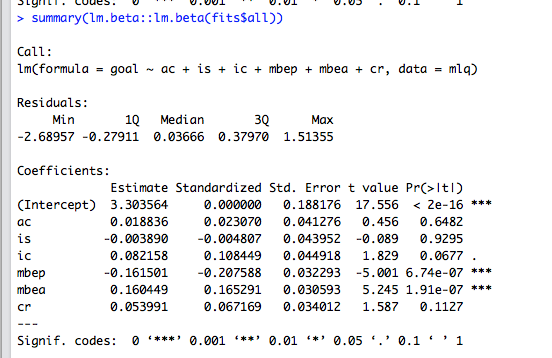 Signif. codes: 0 ‘***’ 0.001 ‘**’ 0.01 ‘*’ 0.05 ‘.’ 0.1 ‘ ’ 1
> summary(lm.beta::lm.beta(fits$all))
Call:
lm(formula = goal ~ ac + is + ic + mbep + mbea + cr, data = mlq)
Residuals:
Min 1Q Median 3Q Max
-2.68957 -0.27911 0.03666 0.37970 1.51355
Coefficients:
Estimate Standardized Std. Error t value Pr(>|t|)
(Intercept) 3.303564 0.000000 0.188176 17.556 < 2e-16 ***
ac 0.018836 0.023070 0.041276 0.456 0.6482
is -0.003890 -0.004807 0.043952 -0.089 0.9295
ic 0.082158 0.108449 0.044918 1.829 0.0677 .
mbep -0.161501 -0.207588 0.032293 -5.001 6.74e-07 ***
mbea 0.160449 0.165291 0.030593 5.245 1.91e-07 ***
cr 0.053991 0.067169 0.034012 1.587 0.1127
---
Signif. codes: 0 ‘***’ 0.001 ‘**’ 0.01 ‘*’ 0.05 ‘.’ 0.1 ‘ ’ 1